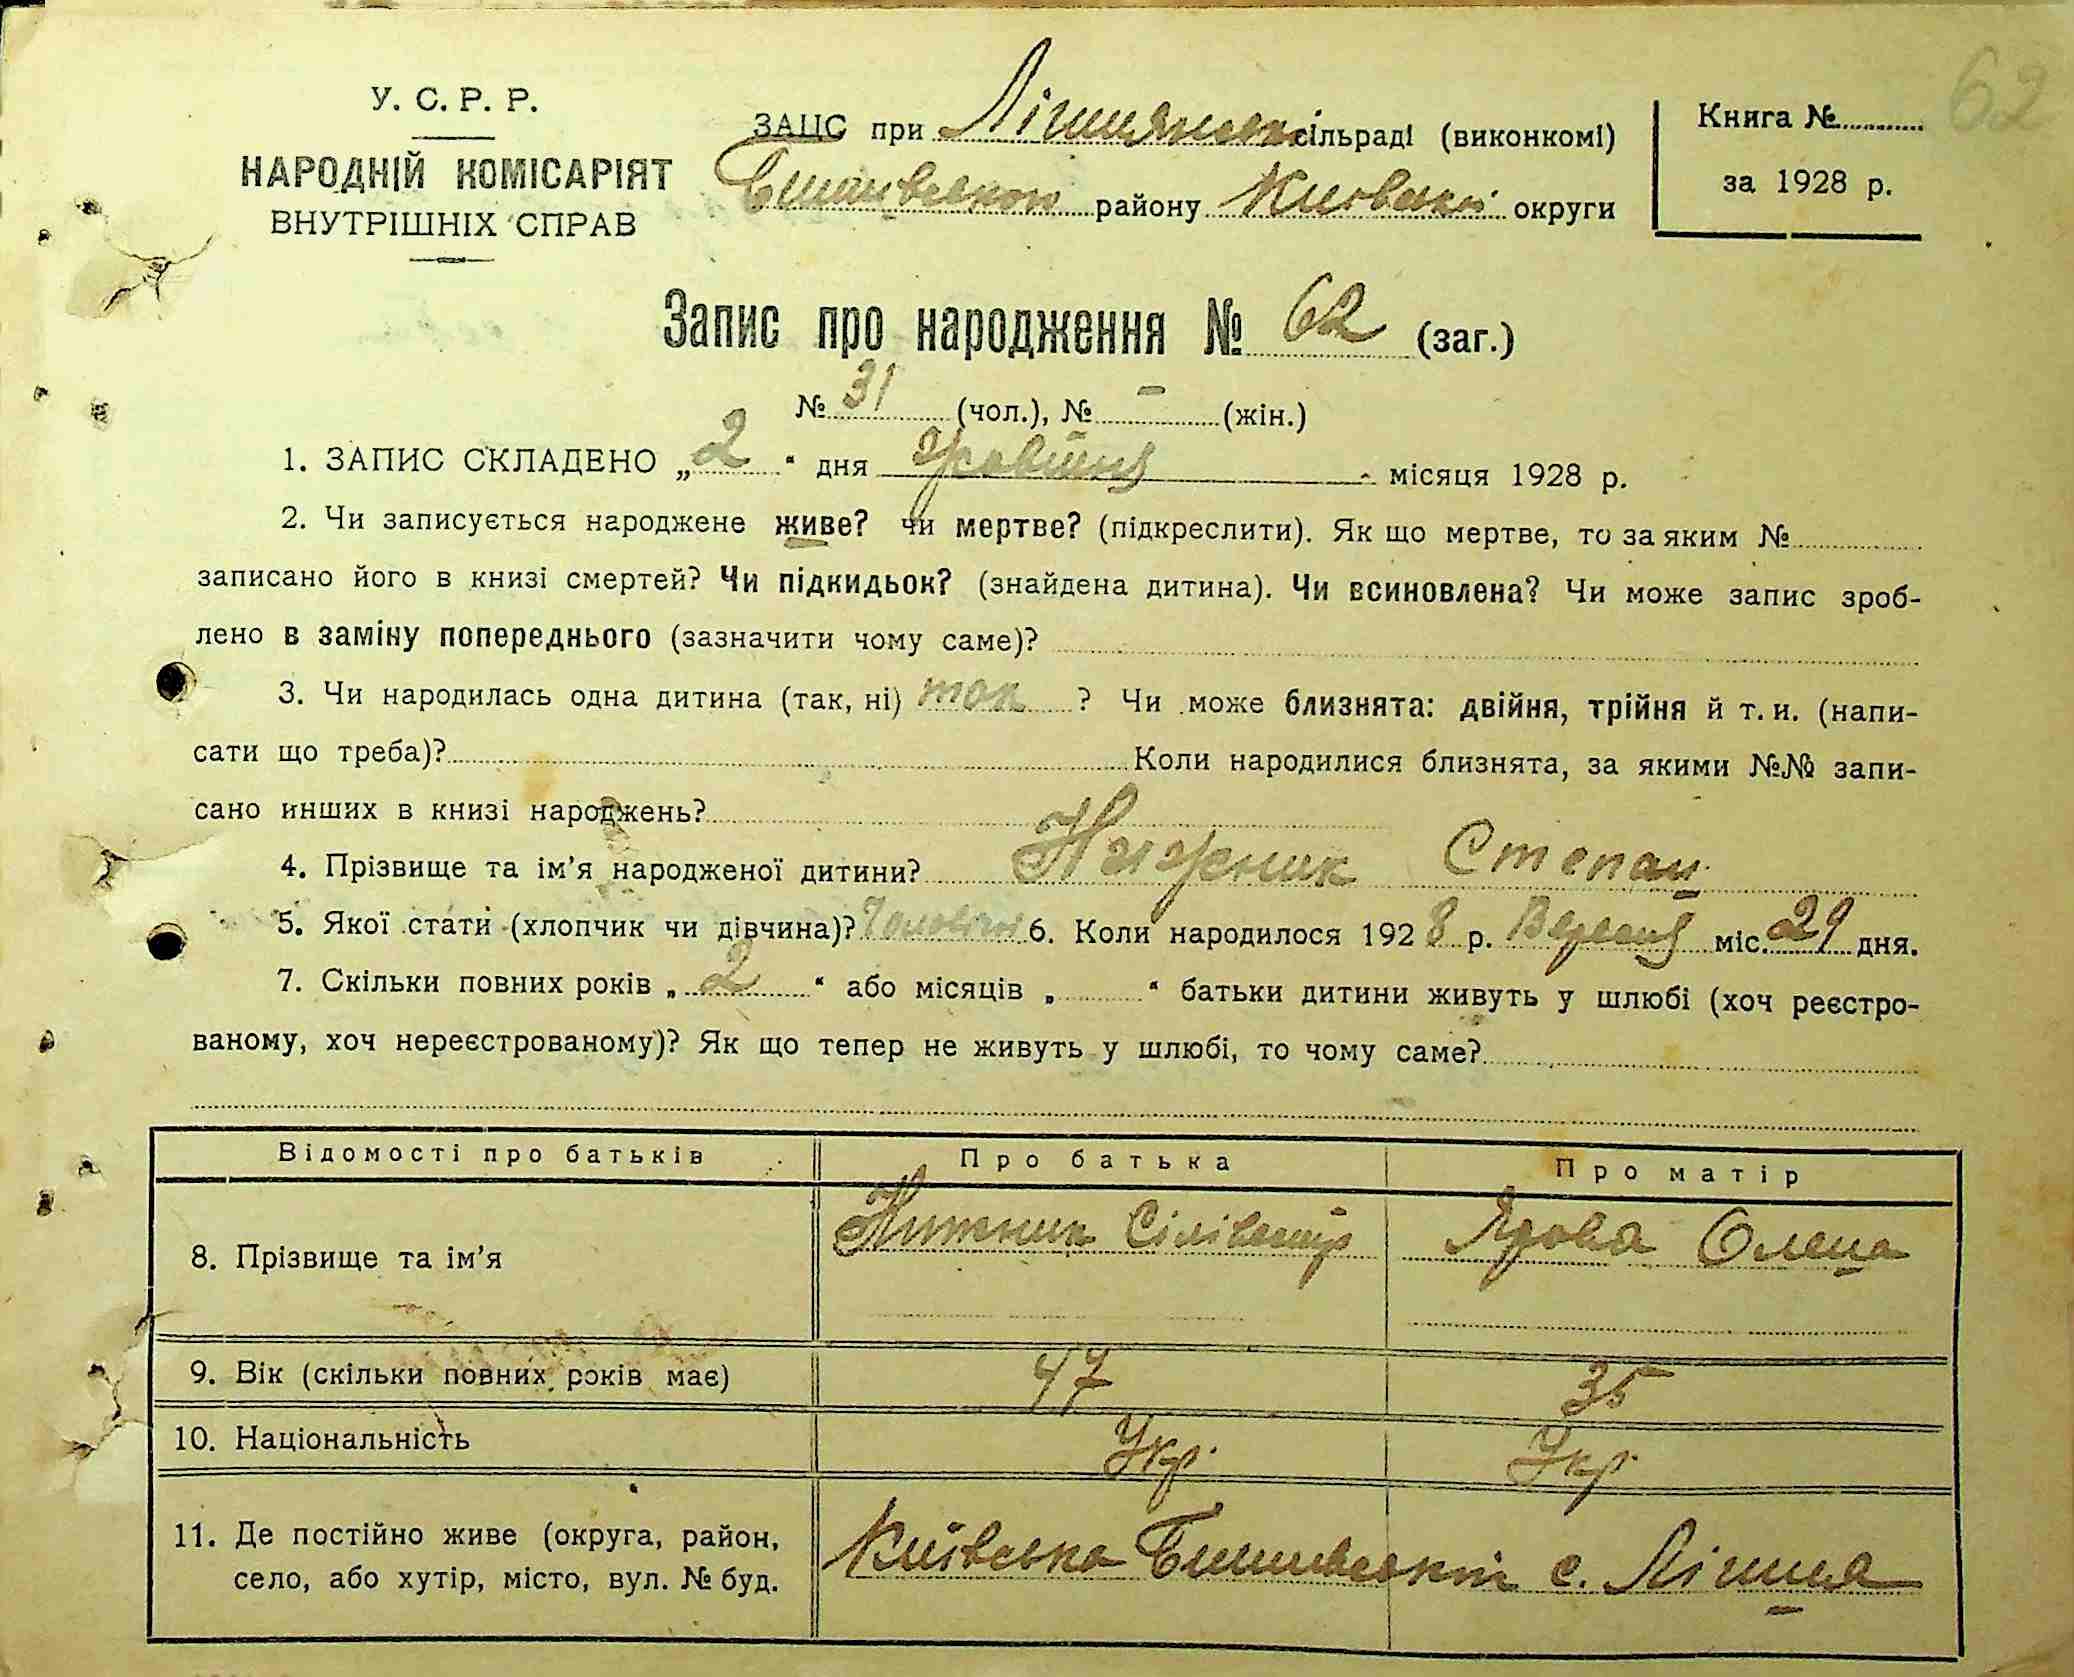 62
У. С. Р. Р.
НАРОДНІЙ КОМІСАРІЯТ
ВНУТРІШНІХ СПРАВ
ЗАЦС при Лішнянській сільраді (виконкомі)
району Київської округи
Книга №
за 1928 р.
Запис про народження № 62 (заг.)
№ 31 (чол.), № – (жін.)
1. ЗАПИС СКЛАДЕНО „2“ дня Жовтня місяця 1928 р.
2. Чи записується народжене живе? чи мертве? (підкреслити). Як що мертве, то за яким №
записано його в книзі смертей? Чи підкидьок? (знайдена дитина). Чи всиновлена? Чи може запис зроб-
лено в заміну попереднього (зазначити чому саме)?
3. Чи народилась одна дитина (так, ні) так ? Чи може близнята: двійня, трійня й т. и. (напи-
сати що треба)? Коли народилися близнята, за якими №№ запи-
сано инших в книзі народжень?
4. Прізвище та ім'я народженої дитини? Степан
5. Якої стати (хлопчик чи дівчина)? 6. Коли народилося 1928 р. Вересня міс. 29 дня.
7. Скільки повних років „2“ або місяців „ “ батьки дитини живуть у шлюбі (хоч реєстро-
ваному, хоч нереєстрованому)? Як що тепер не живуть у шлюбі, то чому саме?
Відомості про батьків Про батька Про матір
8. Прізвище та ім'я Нижник Сілівестр Ядова Олена
9. Вік (скільки повних років має) 47 35
10. Національність Укр. Укр.
11. Де постійно живе (округа, район, Київська с. Лішня
село, або хутір, місто, вул. № буд.